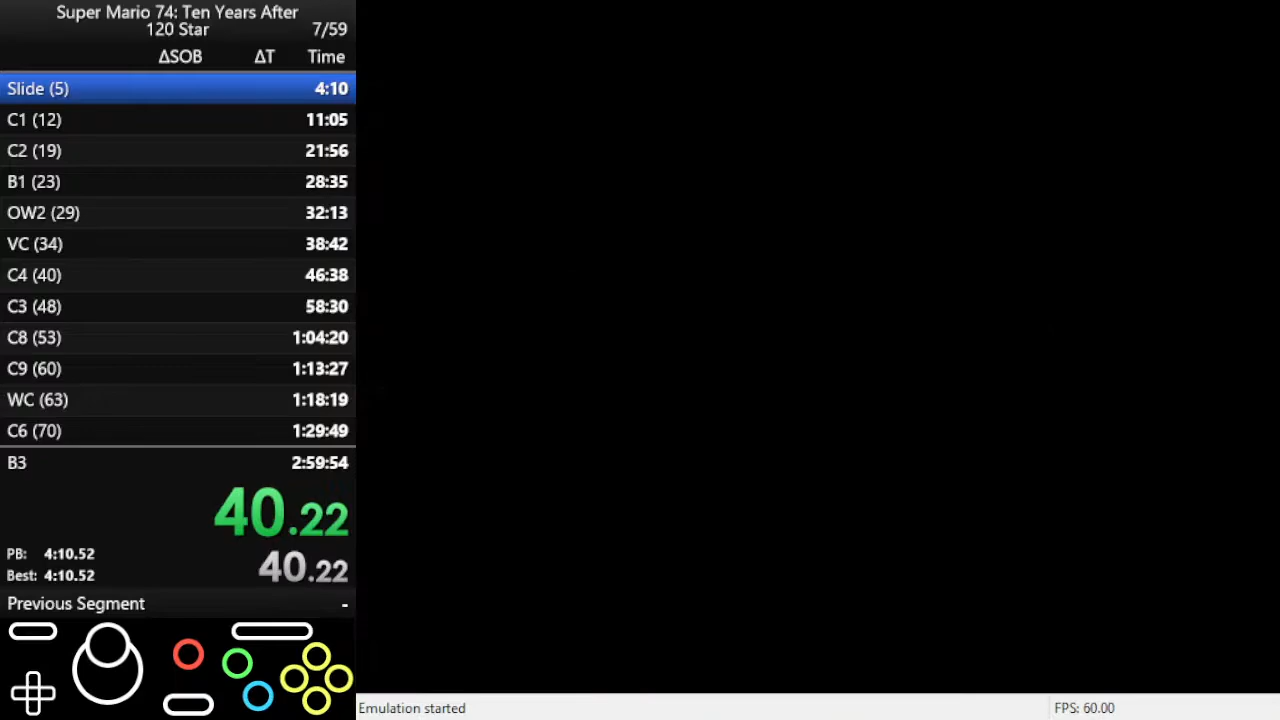 Super Mario 74: Ten Years After
120 Star 7/59
ΔSOB ΔT Time
Slide (5) 4:10
C1 (12) 11:05
C2 (19) 21:56
B1 (23) 28:35
OW2 (29) 32:13
VC (34) 38:42
C4 (40) 46:38
C3 (48) 58:30
C8 (53) 1:04:20
C9 (60) 1:13:27
WC (63) 1:18:19
C6 (70) 1:29:49
B3 2:59:54
40.22
PB: 4:10.52
Best: 4:10.52
40.22
Previous Segment -
Emulation started FPS: 60.00